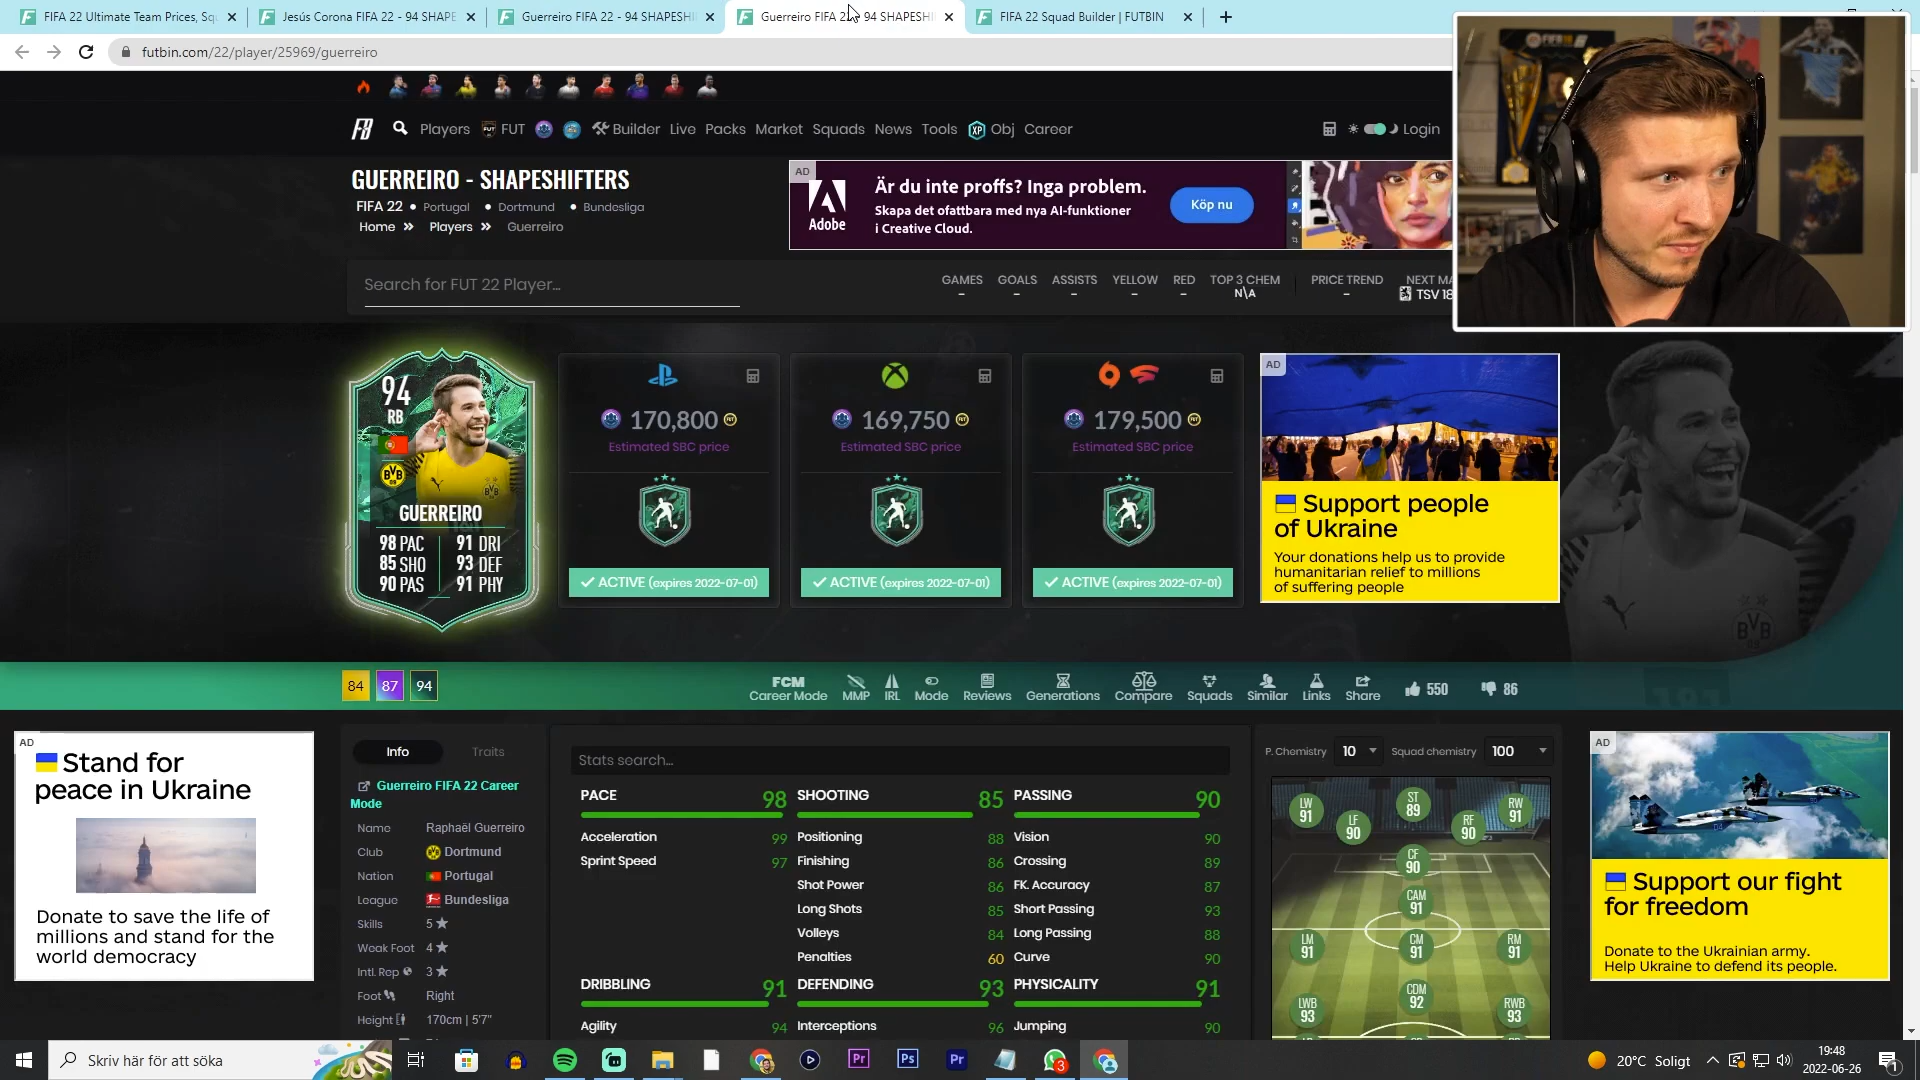 FIFA 22 Ultimate Team Prices, Squ
Jesús Corona FIFA 22 - 94 SHAPE
Guerreiro FIFA 22 - 94 SHAPESHI
Guerreiro FIFA 22 - 94 SHAPESHI
FIFA 22 Squad Builder | FUTBIN
futbin.com/22/player/25969/guerreiro
Players FUT Builder Live Packs Market Squads News Tools XP Obj Career
Login
GUERREIRO - SHAPESHIFTERS
FIFA 22 • Portugal • Dortmund • Bundesliga
Home » Players » Guerreiro
AD
Adobe
Är du inte proffs? Inga problem.
Skapa det ofattbara med nya AI-funktioner
i Creative Cloud.
Köp nu
Search for FUT 22 Player...
GAMES GOALS ASSISTS YELLOW RED TOP 3 CHEM PRICE TREND NEXT MA
– – – – – N\A – TSV 18
94
RB
GUERREIRO
98 PAC 91 DRI
85 SHO 93 DEF
90 PAS 91 PHY
170,800
Estimated SBC price
ACTIVE (expires 2022-07-01)
169,750
Estimated SBC price
ACTIVE (expires 2022-07-01)
179,500
Estimated SBC price
ACTIVE (expires 2022-07-01)
AD
Support people
of Ukraine
Your donations help us to provide
humanitarian relief to millions
of suffering people
84 87 94
FCM
Career Mode MMP IRL Mode Reviews Generations Compare Squads Similar Links Share
550 86
AD
Stand for
peace in Ukraine
Donate to save the life of
millions and stand for the
world democracy
Info Traits
Guerreiro FIFA 22 Career
Mode
Name Raphaël Guerreiro
Club Dortmund
Nation Portugal
League Bundesliga
Skills 5
Weak Foot 4
Intl. Rep 3
Foot Right
Height 170cm | 5'7"
Stats search...
PACE 98
Acceleration 99
Sprint Speed 97
SHOOTING 85
Positioning 88
Finishing 86
Shot Power 86
Long Shots 85
Volleys 84
Penalties 60
PASSING 90
Vision 90
Crossing 89
FK. Accuracy 87
Short Passing 93
Long Passing 88
Curve 90
DRIBBLING 91
Agility 94
DEFENDING 93
Interceptions 96
PHYSICALITY 91
Jumping 90
P. Chemistry 10 Squad chemistry 100
LW
91
LF
90
ST
89
RF
90
RW
91
CF
90
CAM
91
LM
91
CM
91
RM
91
CDM
92
LWB
93
RWB
93
AD
Support our fight
for freedom
Donate to the Ukrainian army.
Help Ukraine to defend its people.
Skriv här för att söka
20°C Soligt
19:48
2022-06-26